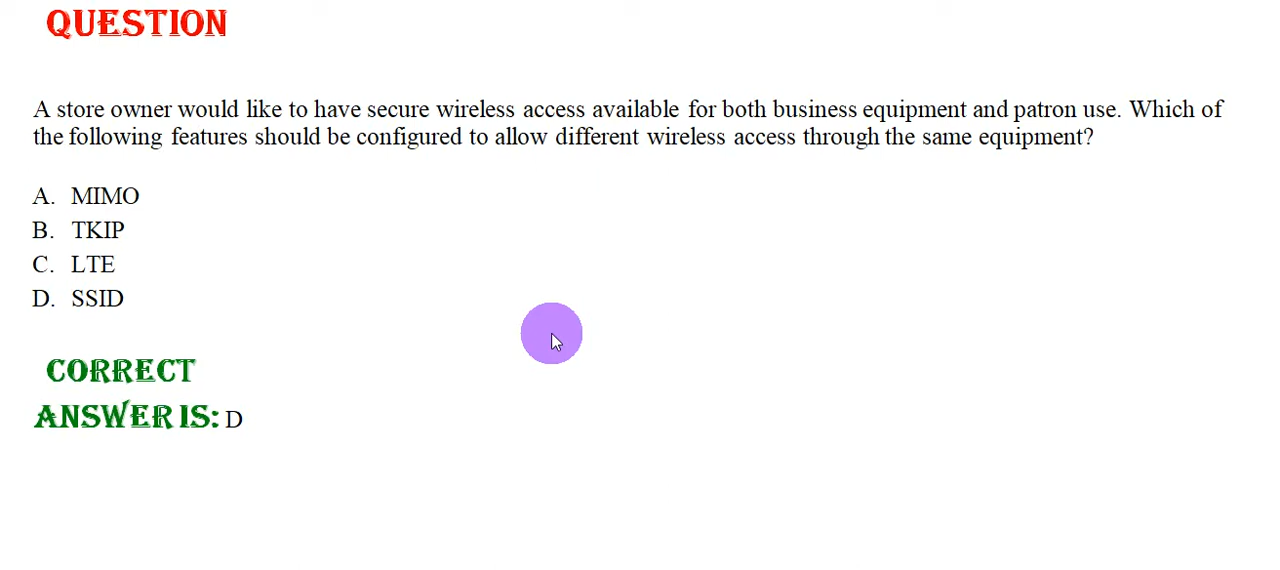 QUESTION
A store owner would like to have secure wireless access available for both business equipment and patron use. Which of
the following features should be configured to allow different wireless access through the same equipment?
A. MIMO
B. TKIP
C. LTE
D. SSID
CORRECT
ANSWER IS: D